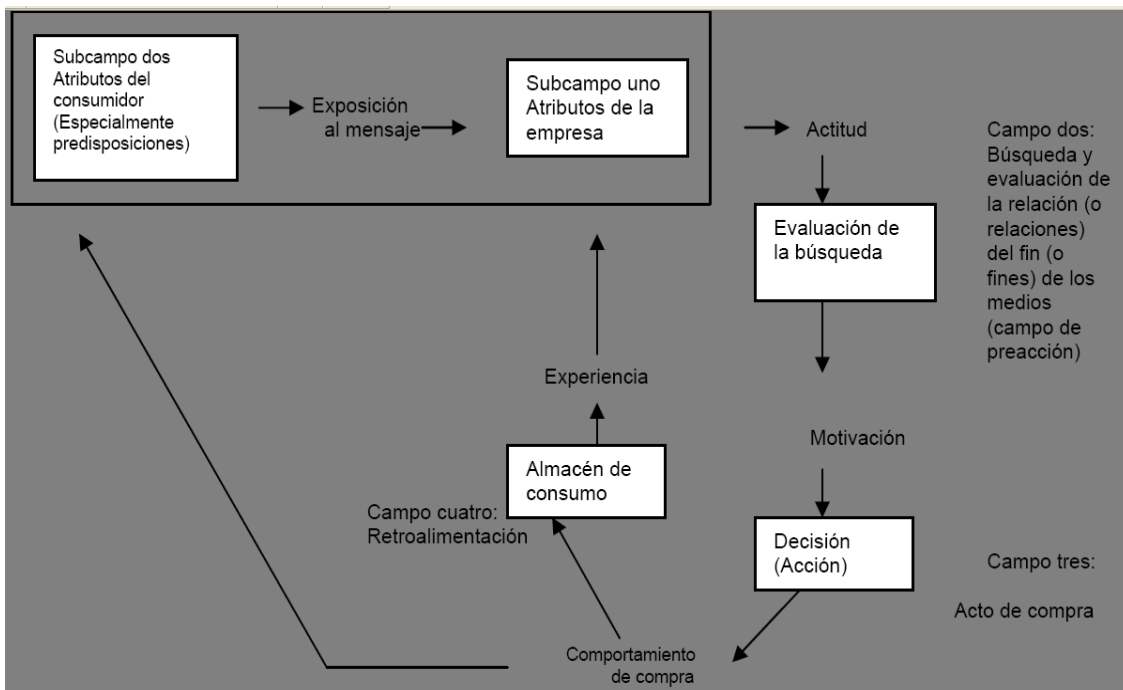 Subcampo dos
Atributos del
consumidor
(Especialmente
predisposiciones)
Exposición
al mensaje
Subcampo uno
Atributos de la
empresa
Actitud
Campo dos:
Búsqueda y
evaluación de
la relación (o
relaciones)
del fin (o
fines) de los
medios
(campo de
preacción)
Evaluación de
la búsqueda
Experiencia
Motivación
Almacén de
consumo
Campo cuatro:
Retroalimentación
Decisión
(Acción)
Campo tres:
Acto de compra
Comportamiento
de compra